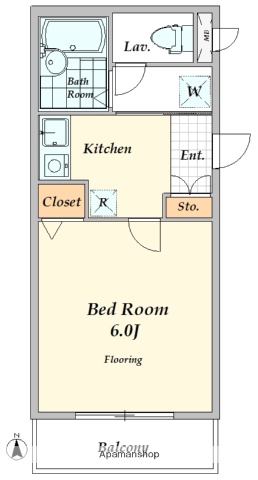 Lav.
MB
Bath
Room
W
Kitchen
Ent.
Closet
R
Sto.
Bed Room
6.0J
Flooring
N
Balcony
Apamanshop